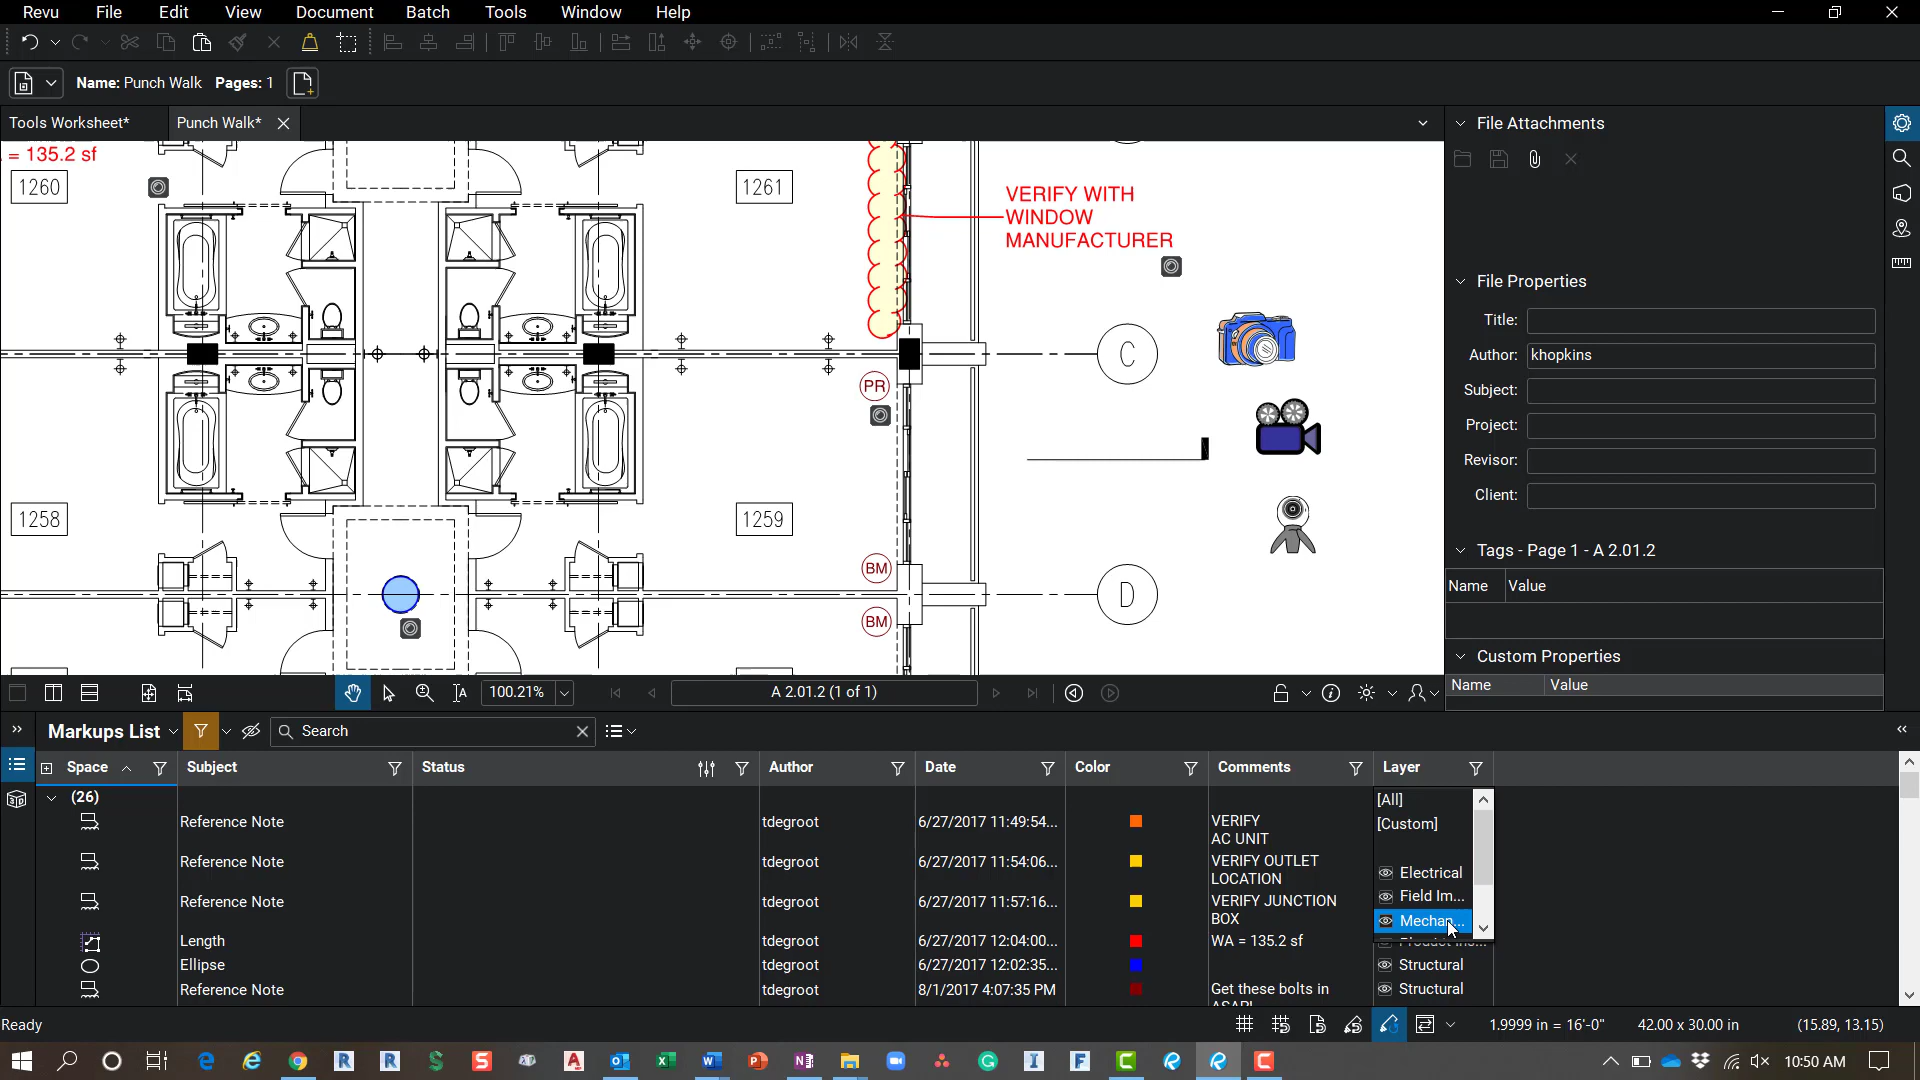 Revu File Edit View Document Batch Tools Window Help
Name: Punch Walk Pages: 1
Tools Worksheet* Punch Walk*
= 135.2 sf
1260
1261
VERIFY WITH
WINDOW
MANUFACTURER
C
PR
1258
1259
BM
D
BM
File Attachments
File Properties
Title:
Author: khopkins
Subject:
Project:
Revisor:
Client:
Tags - Page 1 - A 2.01.2
Name Value
Custom Properties
Name Value
100.21% A 2.01.2 (1 of 1)
Markups List Search
Space Subject Status Author Date Color Comments Layer
(26)
Reference Note tdegroot 6/27/2017 11:49:54... VERIFY
AC UNIT
Reference Note tdegroot 6/27/2017 11:54:06... VERIFY OUTLET
LOCATION
Reference Note tdegroot 6/27/2017 11:57:16... VERIFY JUNCTION
BOX
Length tdegroot 6/27/2017 12:04:00... WA = 135.2 sf
Ellipse tdegroot 6/27/2017 12:02:35... Structural
Reference Note tdegroot 8/1/2017 4:07:35 PM Get these bolts in Structural
[All]
[Custom]
Electrical
Field Im...
Mechan...
Ready 1.9999 in = 16'-0" 42.00 x 30.00 in (15.89, 13.15)
10:50 AM